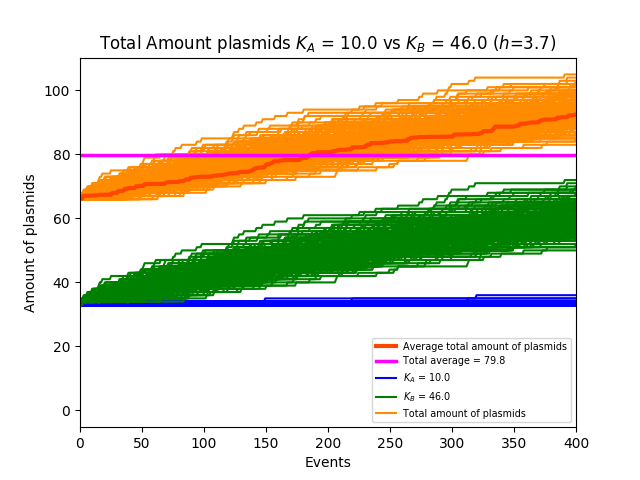 Total Amount plasmids K_A = 10.0 vs K_B = 46.0 (h=3.7)
Amount of plasmids
100
80
60
40
20
0
Average total amount of plasmids
Total average = 79.8
K_A = 10.0
K_B = 46.0
Total amount of plasmids
0 50 100 150 200 250 300 350 400
Events